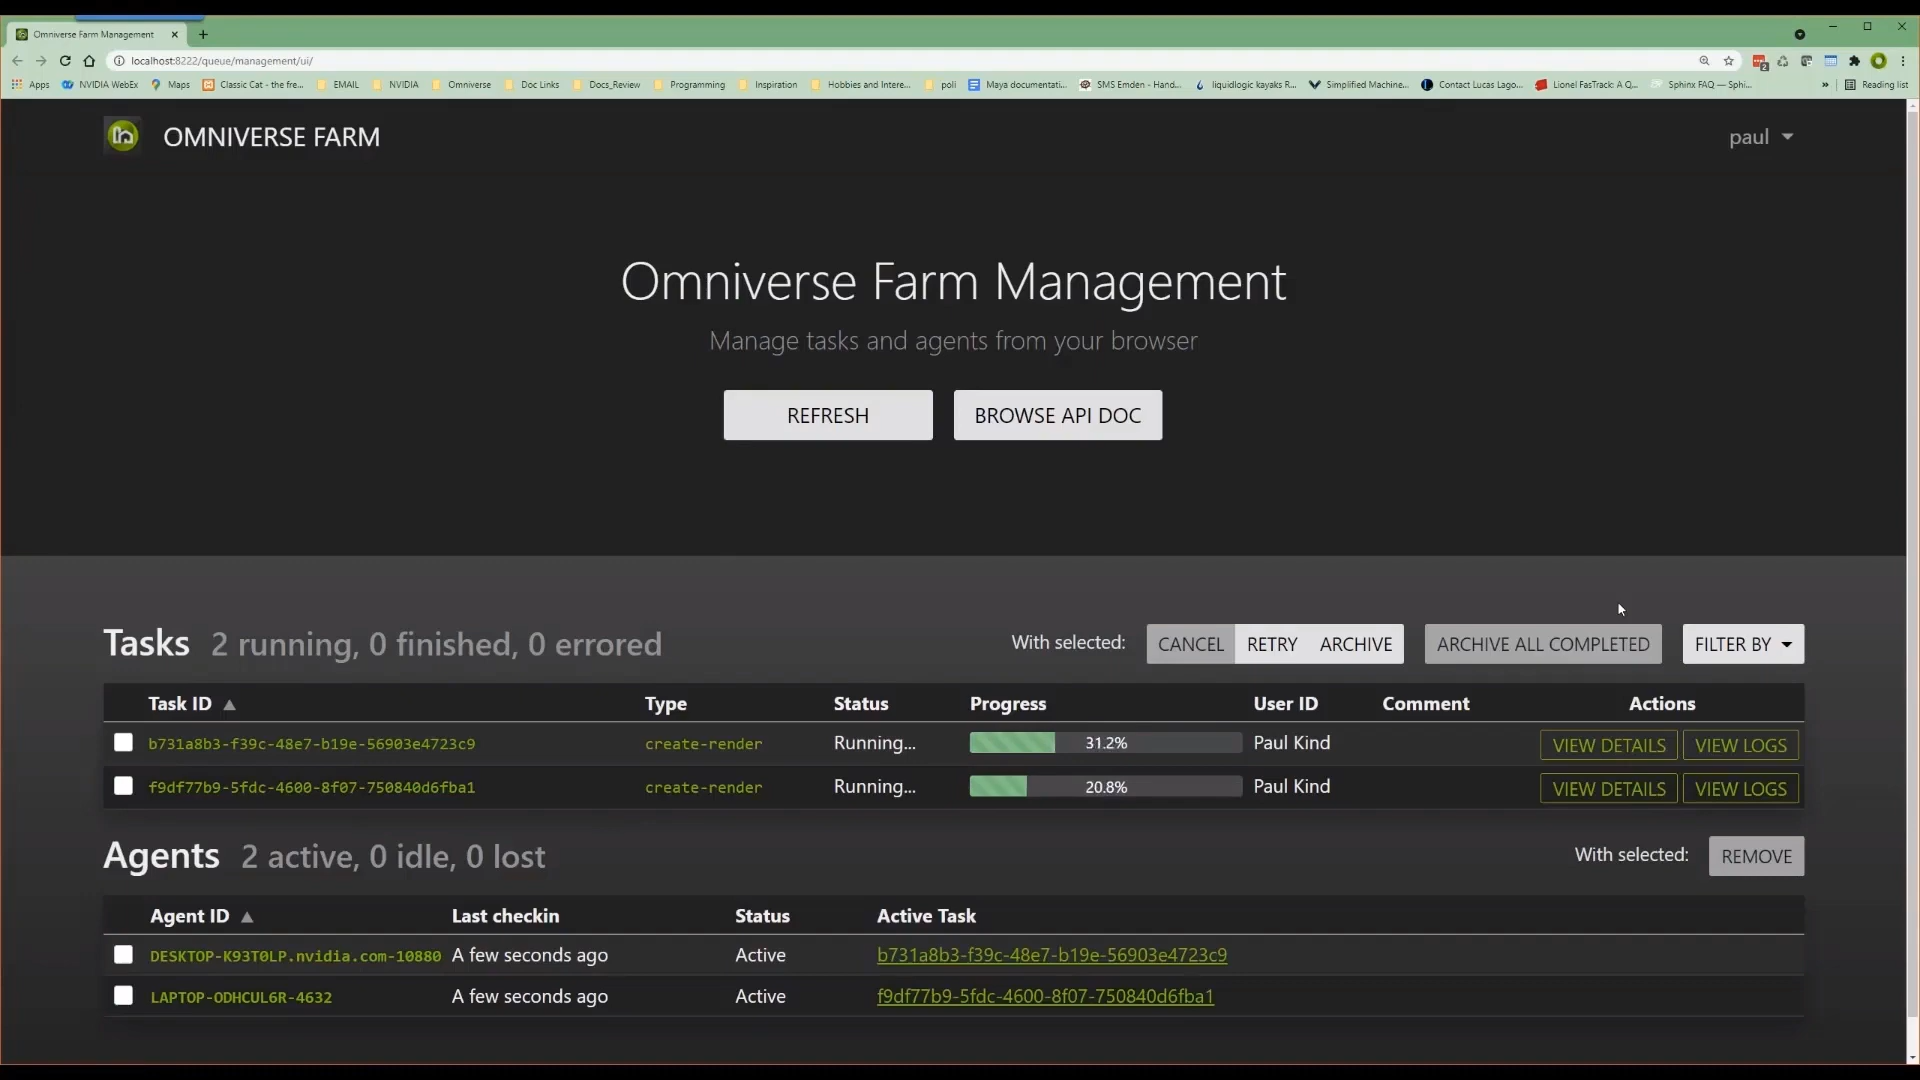 Omniverse Farm Management
localhost:8222/queue/management/ui/
Apps NVIDIA WebEx Maps Classic Cat - the fre... EMAIL NVIDIA Omniverse Doc Links Docs_Review Programming Inspiration Hobbies and Intere... poli Maya documentati... SMS Emden - Hand... liquidlogic kayaks R... Simplified Machine... Contact Lucas Lago... Lionel FasTrack: A Q... Sphinx FAQ — Sphi... » Reading list
OMNIVERSE FARM
paul
Omniverse Farm Management
Manage tasks and agents from your browser
REFRESH BROWSE API DOC
Tasks 2 running, 0 finished, 0 errored With selected: CANCEL RETRY ARCHIVE ARCHIVE ALL COMPLETED FILTER BY
Task ID Type Status Progress User ID Comment Actions
b731a8b3-f39c-48e7-b19e-56903e4723c9 create-render Running... 31.2% Paul Kind VIEW DETAILS VIEW LOGS
f9df77b9-5fdc-4600-8f07-750840d6fba1 create-render Running... 20.8% Paul Kind VIEW DETAILS VIEW LOGS
Agents 2 active, 0 idle, 0 lost With selected: REMOVE
Agent ID Last checkin Status Active Task
DESKTOP-K93T0LP.nvidia.com-10880 A few seconds ago Active b731a8b3-f39c-48e7-b19e-56903e4723c9
LAPTOP-ODHCUL6R-4632 A few seconds ago Active f9df77b9-5fdc-4600-8f07-750840d6fba1